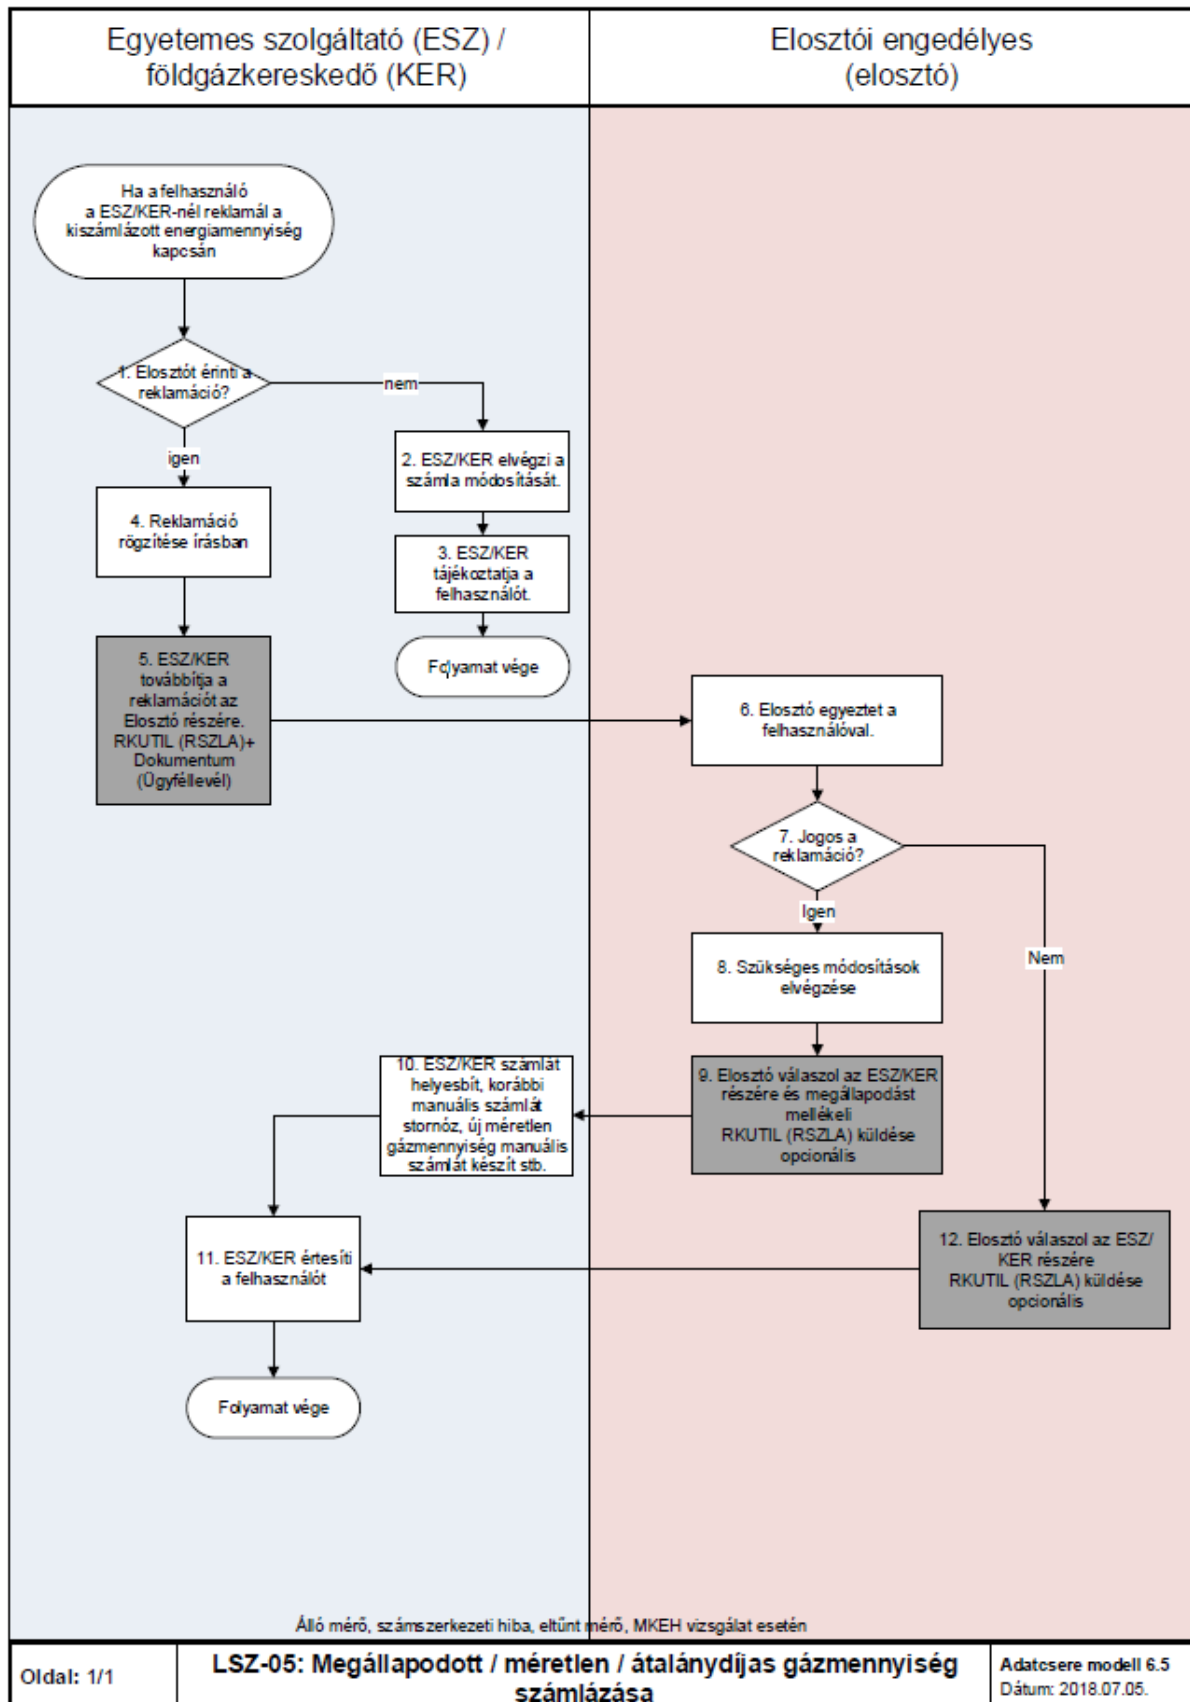 Egyetemes szolgáltató (ESZ) /
földgázkereskedő (KER)
Elosztói engedélyes
(elosztó)
Ha a felhasználó
a ESZ/KER-nél reklamál a
kiszámlázott energiamennyiség
kapcsán
1. Elosztót érinti a
reklamáció?
nem
igen
2. ESZ/KER elvégzi a
számla módosítását.
4. Reklamáció
rögzítése írásban
3. ESZ/KER
tájékoztatja a
felhasználót.
Folyamat vége
5. ESZ/KER
továbbítja a
reklamációt az
Elosztó részére.
RKUTIL (RSZLA)+
Dokumentum
(Ügyféllevél)
6. Elosztó egyeztet a
felhasználóval.
7. Jogos a
reklamáció?
Igen
Nem
8. Szükséges módosítások
elvégzése
9. Elosztó válaszol az ESZ/KER
részére és megállapodást
mellékeli
RKUTIL (RSZLA) küldése
opcionális
10. ESZ/KER számlát
helyesbít, korábbi
manuális számlát
stornóz, új méretlen
gázmennyiség manuális
számlát készít stb.
11. ESZ/KER értesíti
a felhasználót
12. Elosztó válaszol az ESZ/
KER részére
RKUTIL (RSZLA) küldése
opcionális
Folyamat vége
Álló mérő, számszerkezeti hiba, eltűnt mérő, MKEH vizsgálat esetén
Oldal: 1/1
LSZ-05: Megállapodott / méretlen / átalánydíjas gázmennyiség
számlázása
Adatcsere modell 6.5
Dátum: 2018.07.05.